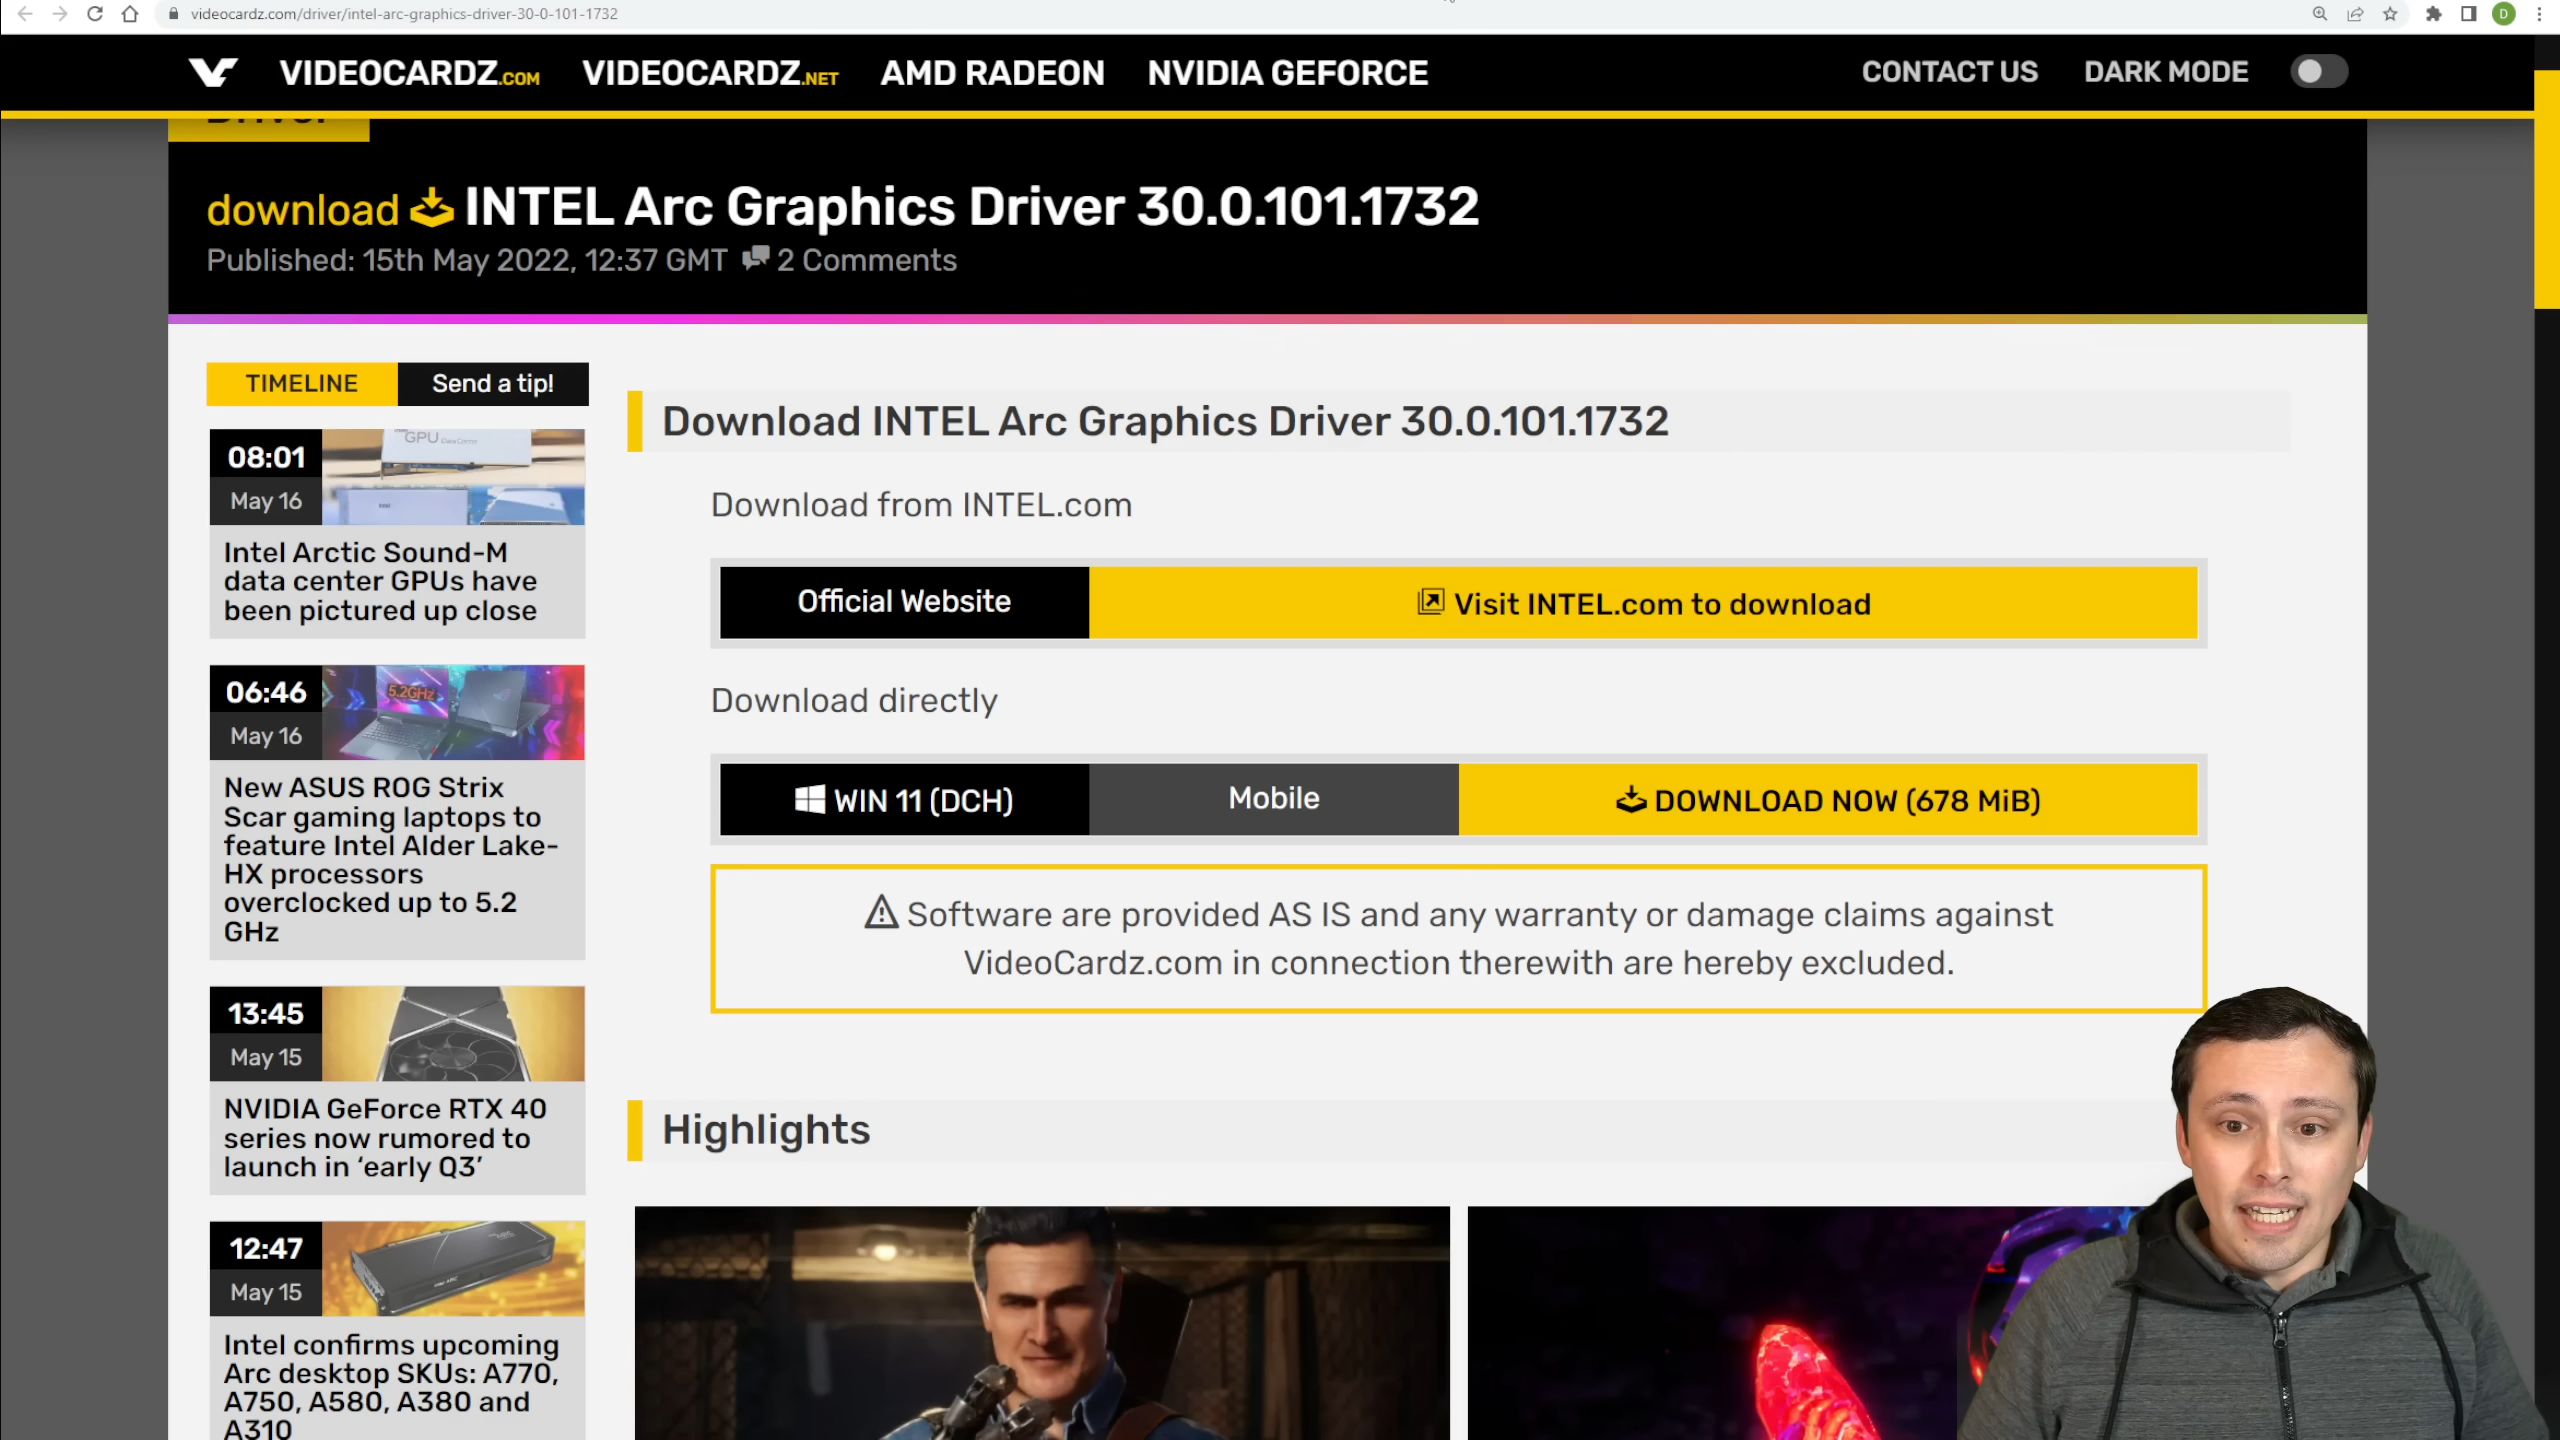 videocardz.com/driver/intel-arc-graphics-driver-30-0-101-1732
D
VIDEOCARDZ.COM VIDEOCARDZ.NET AMD RADEON NVIDIA GEFORCE CONTACT US DARK MODE
Driver
download INTEL Arc Graphics Driver 30.0.101.1732
Published: 15th May 2022, 12:37 GMT 2 Comments
TIMELINE Send a tip!
08:01
May 16
GPU
Intel Arctic Sound-M
data center GPUs have
been pictured up close
06:46
May 16
5.2GHz
New ASUS ROG Strix
Scar gaming laptops to
feature Intel Alder Lake-
HX processors
overclocked up to 5.2
GHz
13:45
May 15
NVIDIA GeForce RTX 40
series now rumored to
launch in ‘early Q3’
12:47
May 15
Intel confirms upcoming
Arc desktop SKUs: A770,
A750, A580, A380 and
A310
Download INTEL Arc Graphics Driver 30.0.101.1732
Download from INTEL.com
Official Website Visit INTEL.com to download
Download directly
WIN 11 (DCH) Mobile DOWNLOAD NOW (678 MiB)
Software are provided AS IS and any warranty or damage claims against
VideoCardz.com in connection therewith are hereby excluded.
Highlights